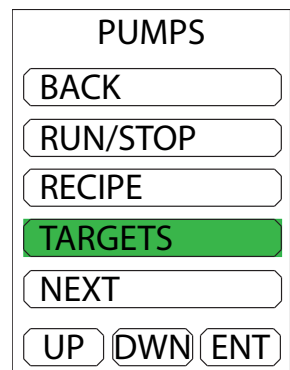 PUMPS
BACK
RUN/STOP
RECIPE
TARGETS
NEXT
UP DWN ENT